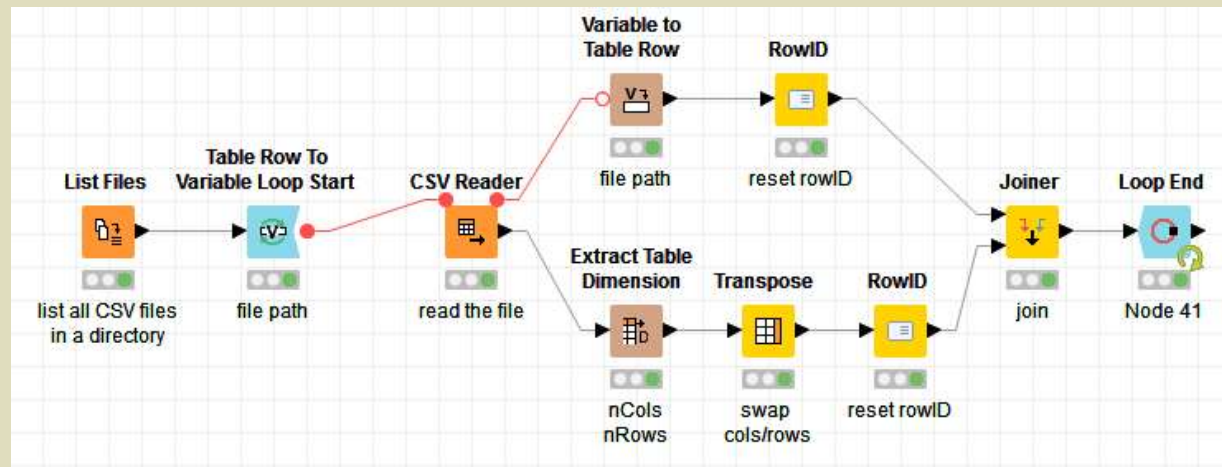 Variable to
Table Row
RowID
file path
reset rowID
List Files
list all CSV files
in a directory
Table Row To
Variable Loop Start
file path
CSV Reader
read the file
Extract Table
Dimension
nCols
nRows
Transpose
swap
cols/rows
RowID
reset rowID
Joiner
join
Loop End
Node 41